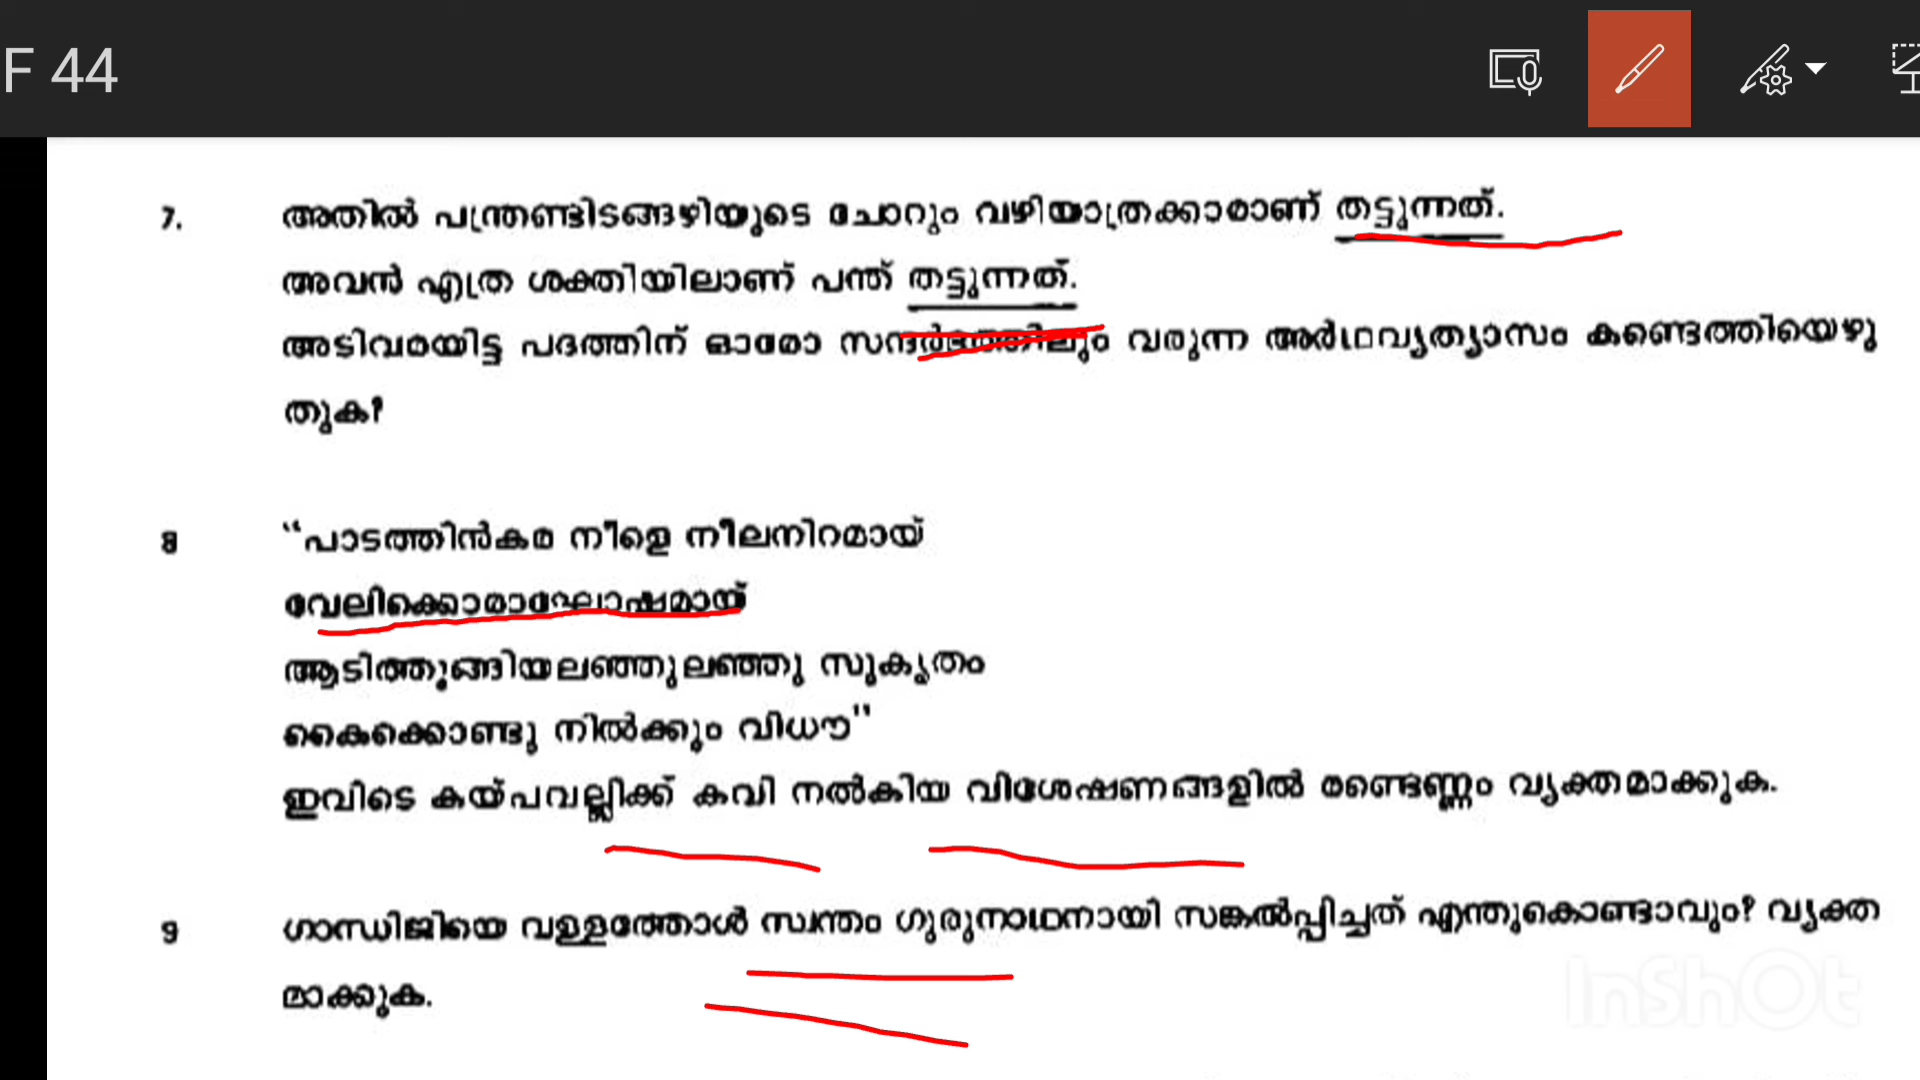 F 44
7. അതിൽ പന്ത്രണ്ടിടങ്ങഴിയുടെ ചോറും വഴിയാത്രക്കാരാണ് തട്ടുന്നത്.
അവൻ എത്ര ശക്തിയിലാണ് പന്ത് തട്ടുന്നത്.
അടിവരയിട്ട പദത്തിന് ഓരോ സന്ദർഭത്തിലും വരുന്ന അർഥവ്യത്യാസം കണ്ടെത്തിയെഴു
തുക?
8 “പാടത്തിൻകര നീളെ നീലനിറമായ്
വേലിക്കൊരാഘോഷമായ്
ആടിത്തൂങ്ങിയലഞ്ഞുലഞ്ഞു സുകൃതം
കൈക്കൊണ്ടു നിൽക്കും വിധൗ”
ഇവിടെ കയ്പവല്ലിക്ക് കവി നൽകിയ വിശേഷണങ്ങളിൽ രണ്ടെണ്ണം വ്യക്തമാക്കുക.
9 ഗാന്ധിജിയെ വള്ളത്തോൾ സ്വന്തം ഗുരുനാഥനായി സങ്കൽപ്പിച്ചത് എന്തുകൊണ്ടാവും? വ്യക്ത
മാക്കുക.
InShOt